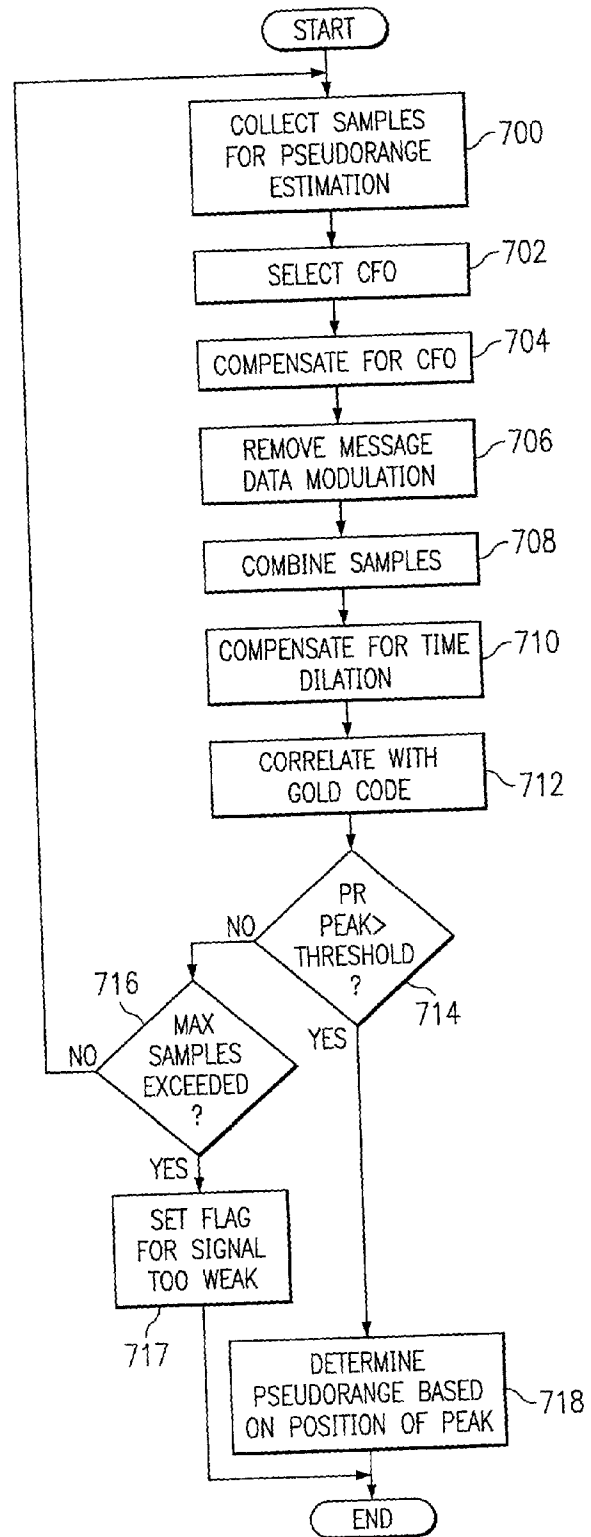 START
COLLECT SAMPLES
FOR PSEUDORANGE
ESTIMATION
700
SELECT CFO
702
COMPENSATE FOR CFO
704
REMOVE MESSAGE
DATA MODULATION
706
COMBINE SAMPLES
708
COMPENSATE FOR TIME
DILATION
710
CORRELATE WITH
GOLD CODE
712
PR
PEAK>
THRESHOLD
?
714
NO
YES
716
MAX
SAMPLES
EXCEEDED
?
NO
YES
SET FLAG
FOR SIGNAL
TOO WEAK
717
DETERMINE
PSEUDORANGE BASED
ON POSITION OF PEAK
718
END